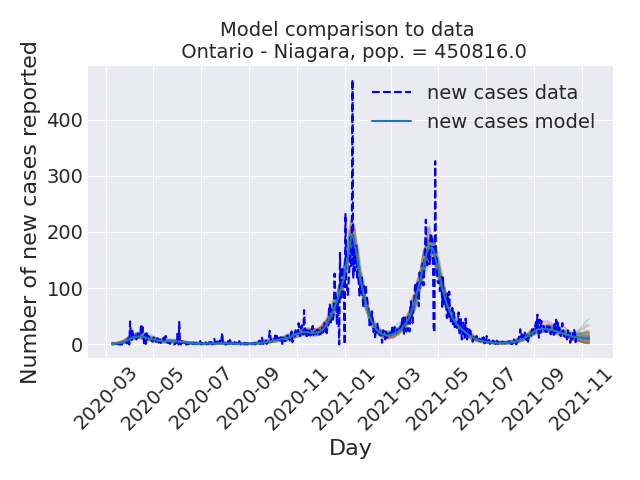 Model comparison to data
Ontario - Niagara, pop. = 450816.0
Number of new cases reported
400
300
200
100
0
new cases data
new cases model
2020-03
2020-05
2020-07
2020-09
2020-11
2021-01
2021-03
2021-05
2021-07
2021-09
2021-11
Day